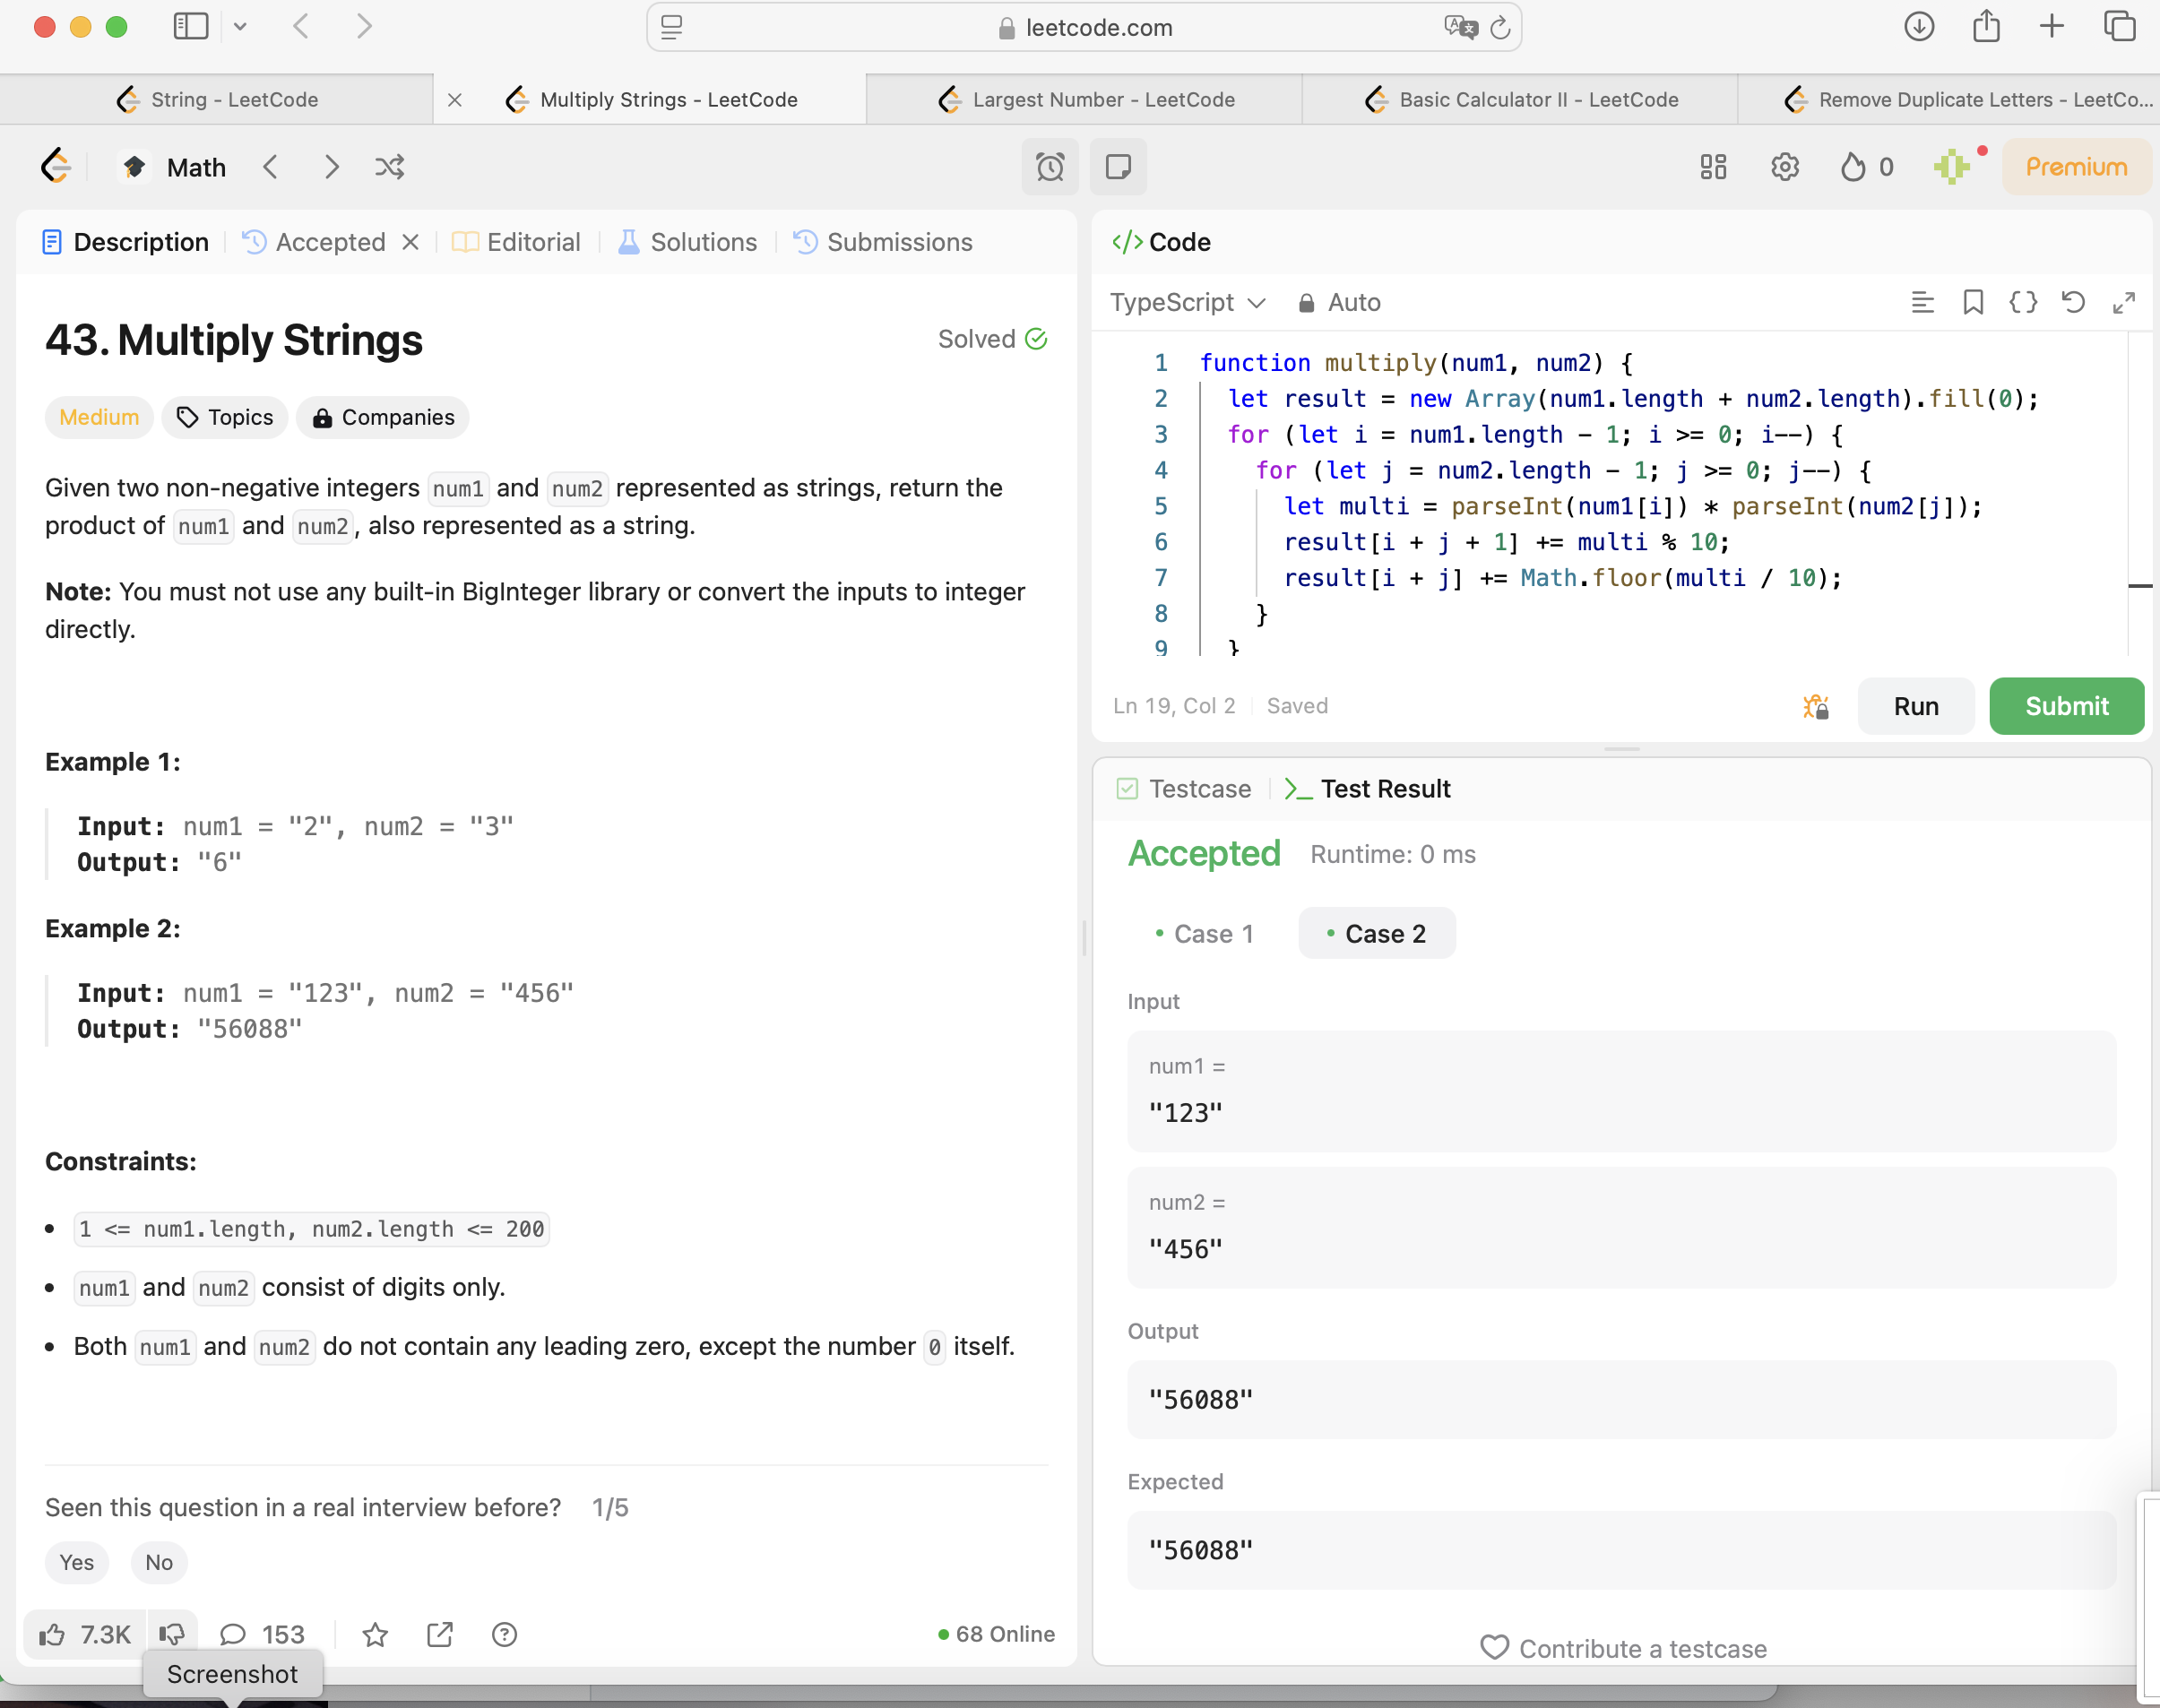 leetcode.com
String - LeetCode
Multiply Strings - LeetCode
Largest Number - LeetCode
Basic Calculator II - LeetCode
Remove Duplicate Letters - LeetCo...
Math
0
Premium
Description
Accepted
Editorial
Solutions
Submissions
43. Multiply Strings
Solved
Medium
Topics
Companies
Given two non-negative integers num1 and num2 represented as strings, return the
product of num1 and num2, also represented as a string.
Note: You must not use any built-in BigInteger library or convert the inputs to integer
directly.
Example 1:
Input: num1 = "2", num2 = "3"
Output: "6"
Example 2:
Input: num1 = "123", num2 = "456"
Output: "56088"
Constraints:
• 1 <= num1.length, num2.length <= 200
• num1 and num2 consist of digits only.
• Both num1 and num2 do not contain any leading zero, except the number 0 itself.
Seen this question in a real interview before? 1/5
Yes
No
7.3K
153
68 Online
Screenshot
</> Code
TypeScript
Auto
1 function multiply(num1, num2) {
2 let result = new Array(num1.length + num2.length).fill(0);
3 for (let i = num1.length - 1; i >= 0; i--) {
4 for (let j = num2.length - 1; j >= 0; j--) {
5 let multi = parseInt(num1[i]) * parseInt(num2[j]);
6 result[i + j + 1] += multi % 10;
7 result[i + j] += Math.floor(multi / 10);
8 }
9 }
Ln 19, Col 2
Saved
Run
Submit
Testcase
Test Result
Accepted
Runtime: 0 ms
• Case 1
• Case 2
Input
num1 =
"123"
num2 =
"456"
Output
"56088"
Expected
"56088"
Contribute a testcase